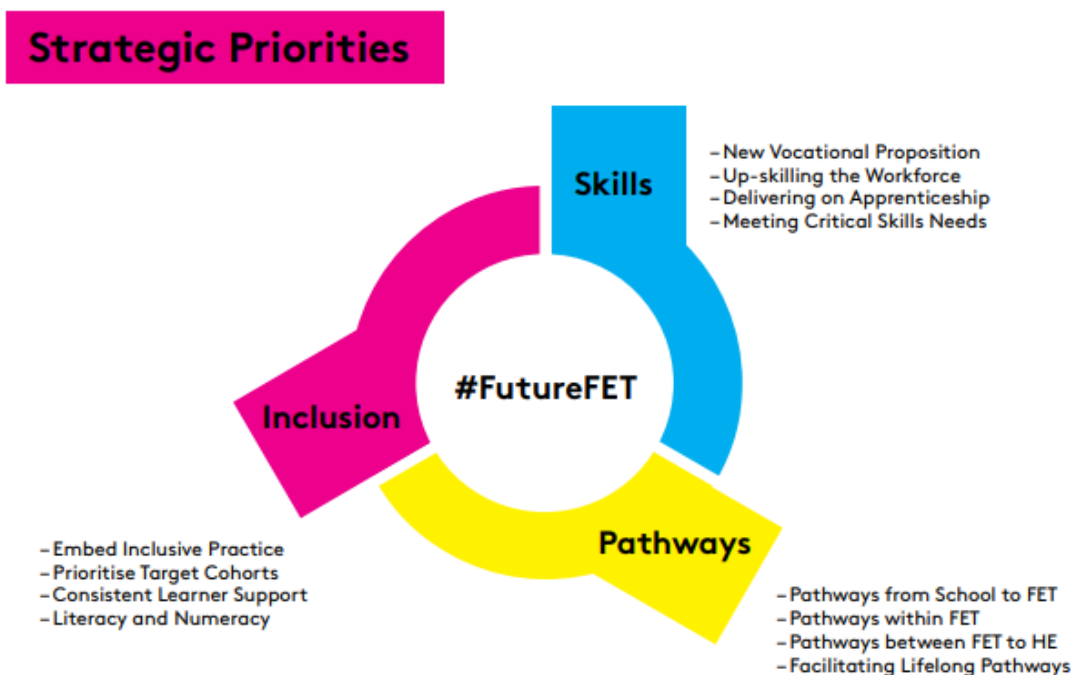 Strategic Priorities
Skills
– New Vocational Proposition
– Up-skilling the Workforce
– Delivering on Apprenticeship
– Meeting Critical Skills Needs
#FutureFET
Inclusion
– Embed Inclusive Practice
– Prioritise Target Cohorts
– Consistent Learner Support
– Literacy and Numeracy
Pathways
– Pathways from School to FET
– Pathways within FET
– Pathways between FET to HE
– Facilitating Lifelong Pathways